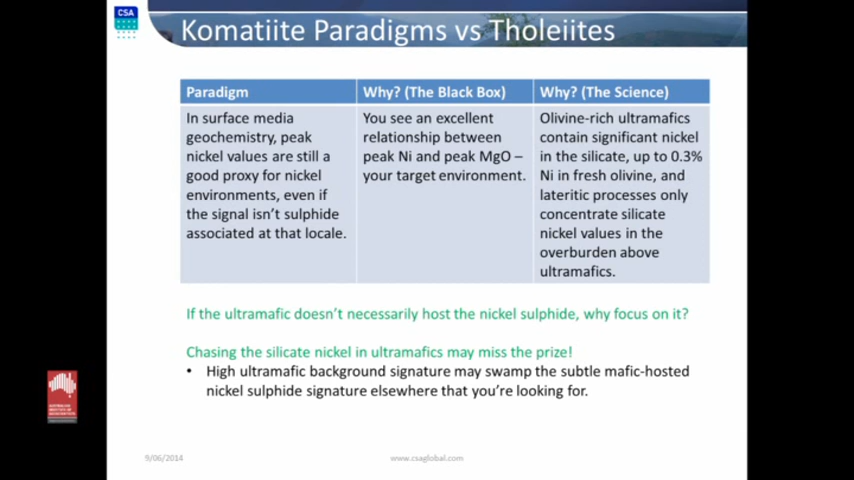 CSA
Komatiite Paradigms vs Tholeiites
Paradigm
Why? (The Black Box)
Why? (The Science)
In surface media
geochemistry, peak
nickel values are still a
good proxy for nickel
environments, even if
the signal isn't sulphide
associated at that locale.
You see an excellent
relationship between
peak Ni and peak MgO –
your target environment.
Olivine-rich ultramafics
contain significant nickel
in the silicate, up to 0.3%
Ni in fresh olivine, and
lateritic processes only
concentrate silicate
nickel values in the
overburden above
ultramafics.
If the ultramafic doesn't necessarily host the nickel sulphide, why focus on it?
Chasing the silicate nickel in ultramafics may miss the prize!
• High ultramafic background signature may swamp the subtle mafic-hosted
nickel sulphide signature elsewhere that you're looking for.
9/06/2014
www.csaglobal.com